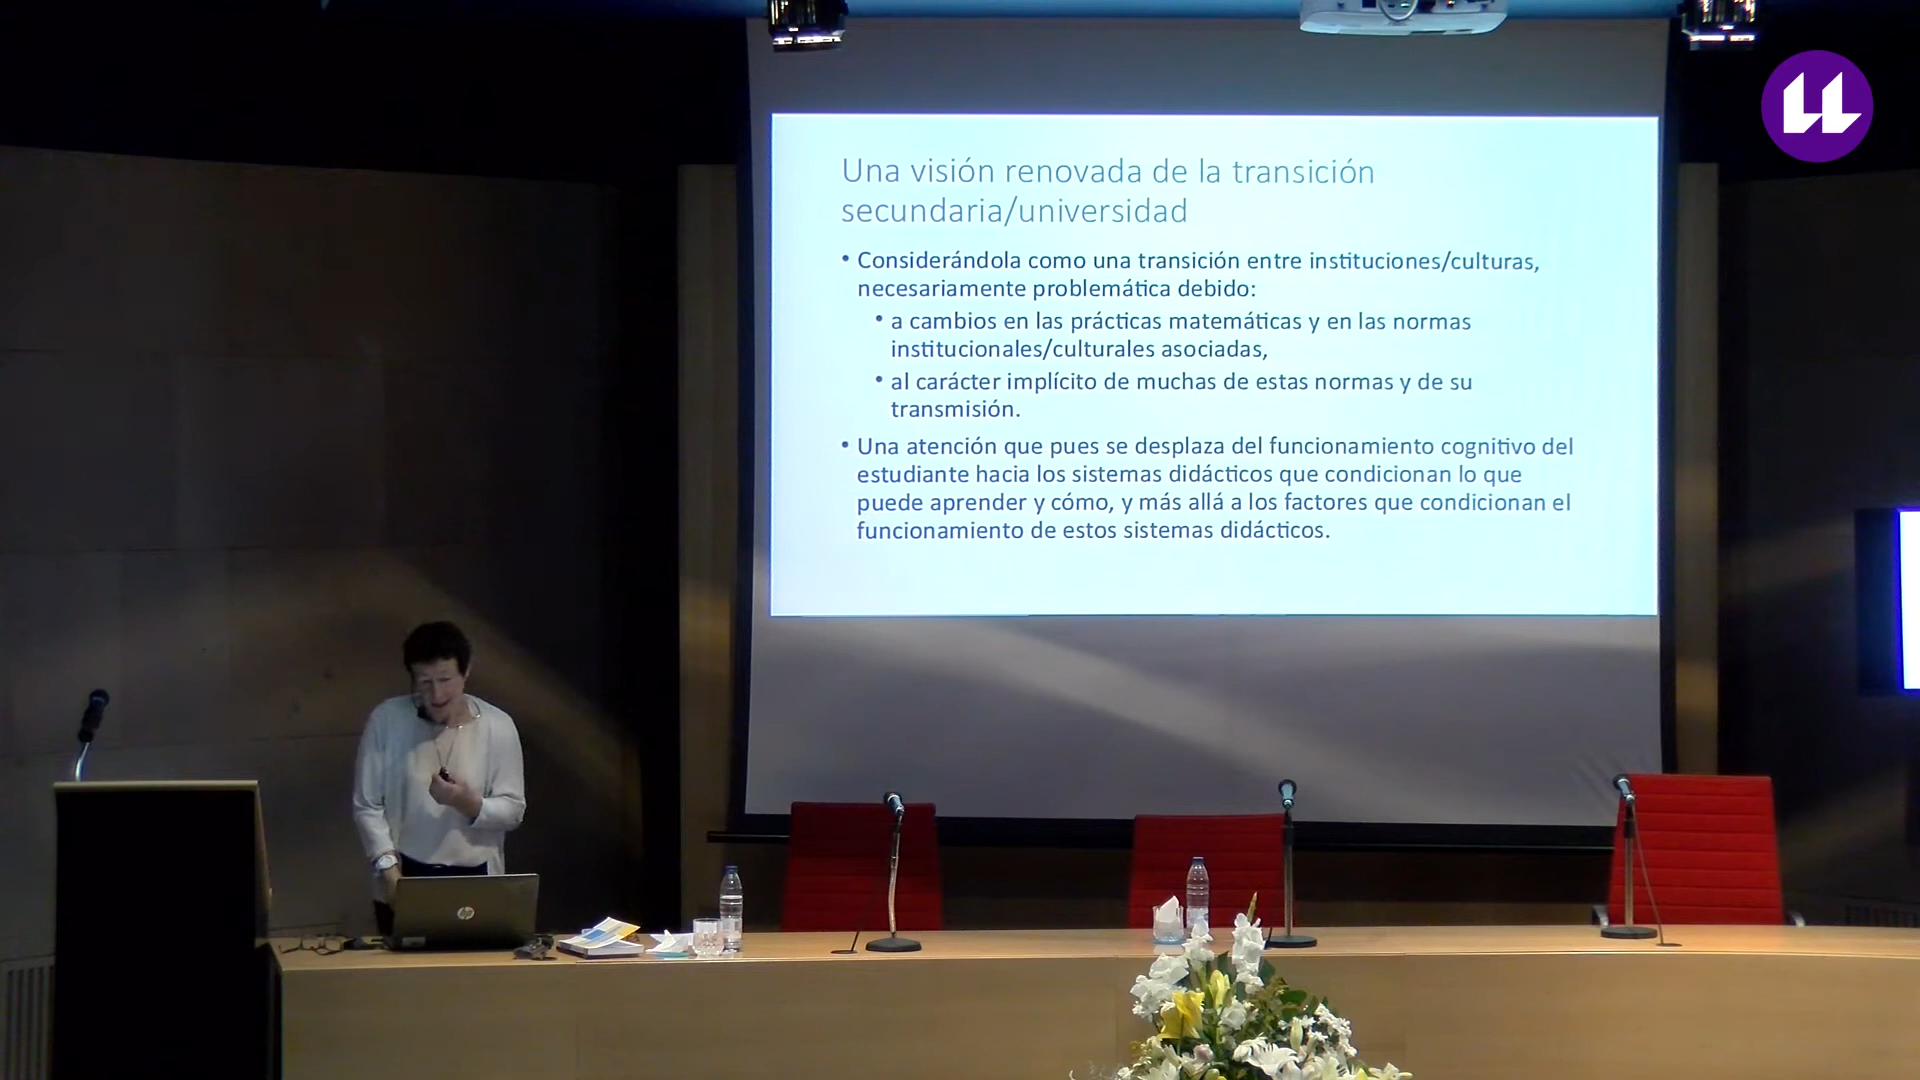 Una visión renovada de la transición
secundaria/universidad
• Considerándola como una transición entre instituciones/culturas,
necesariamente problemática debido:
• a cambios en las prácticas matemáticas y en las normas
institucionales/culturales asociadas,
• al carácter implícito de muchas de estas normas y de su
transmisión.
• Una atención que pues se desplaza del funcionamiento cognitivo del
estudiante hacia los sistemas didácticos que condicionan lo que
puede aprender y cómo, y más allá a los factores que condicionan el
funcionamiento de estos sistemas didácticos.
hp